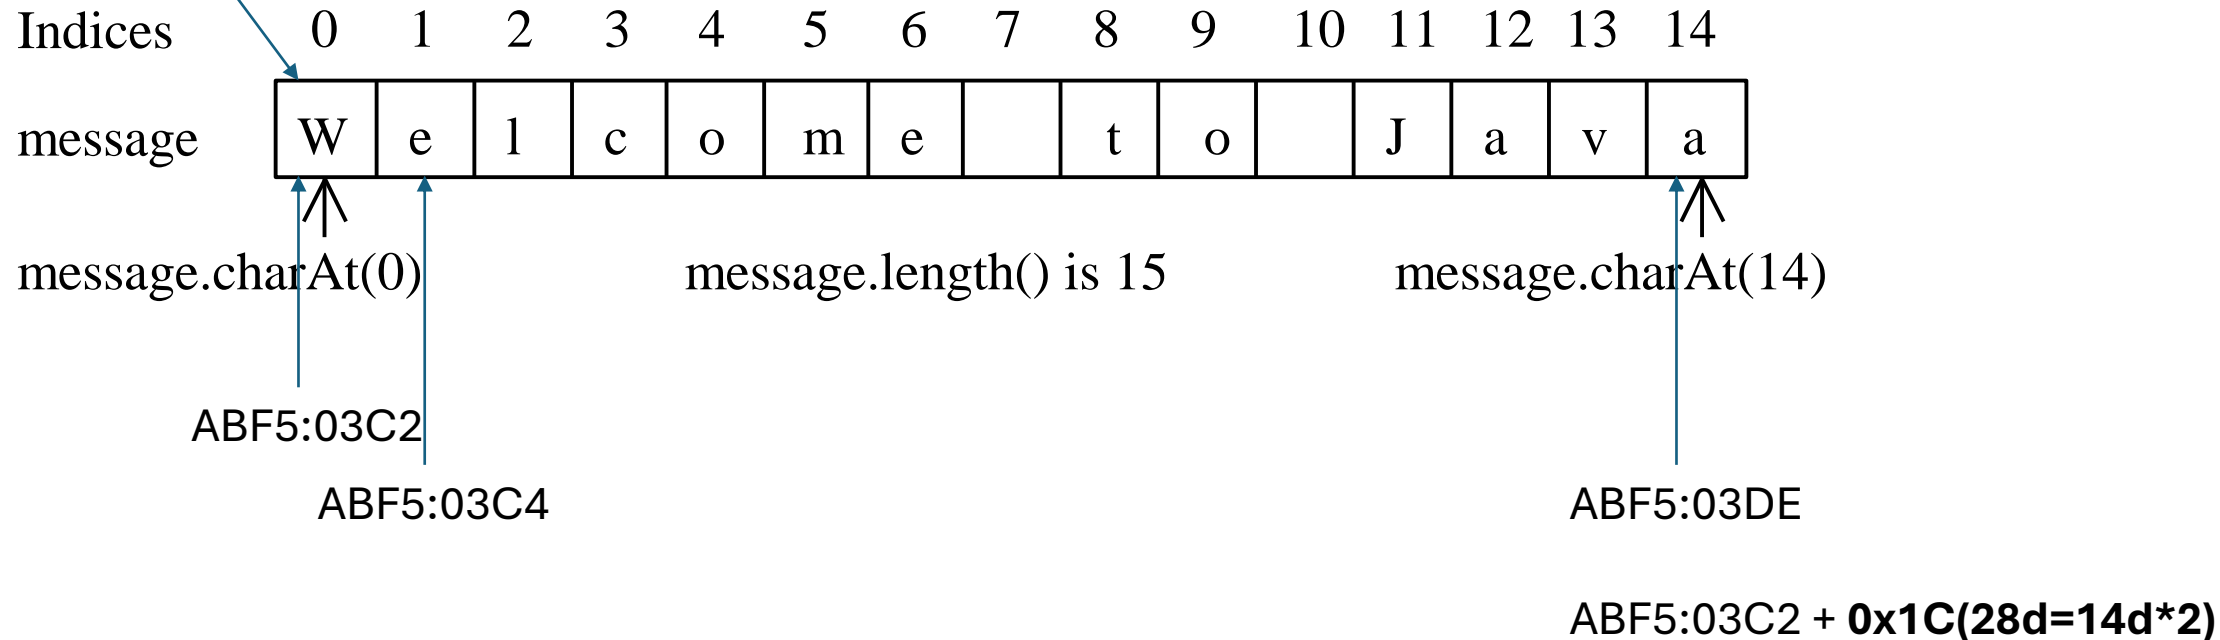 Indices 0 1 2 3 4 5 6 7 8 9 10 11 12 13 14
message W e l c o m e t o J a v a
message.charAt(0) message.length() is 15 message.charAt(14)
ABF5:03C2
ABF5:03C4 ABF5:03DE
ABF5:03C2 + 0x1C(28d=14d*2)